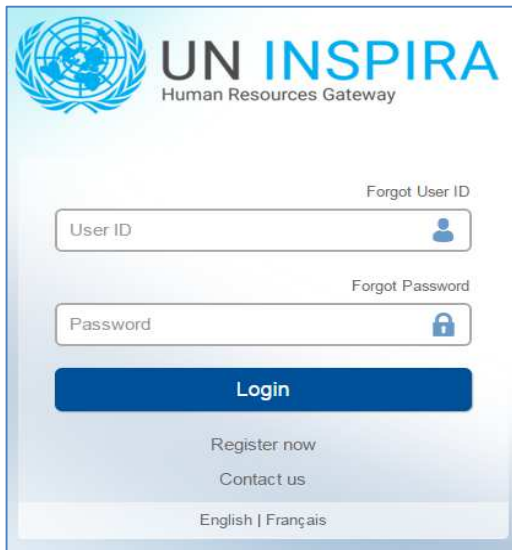 UN INSPIRA
Human Resources Gateway
Forgot User ID
User ID
Forgot Password
Password
Login
Register now
Contact us
English | Français